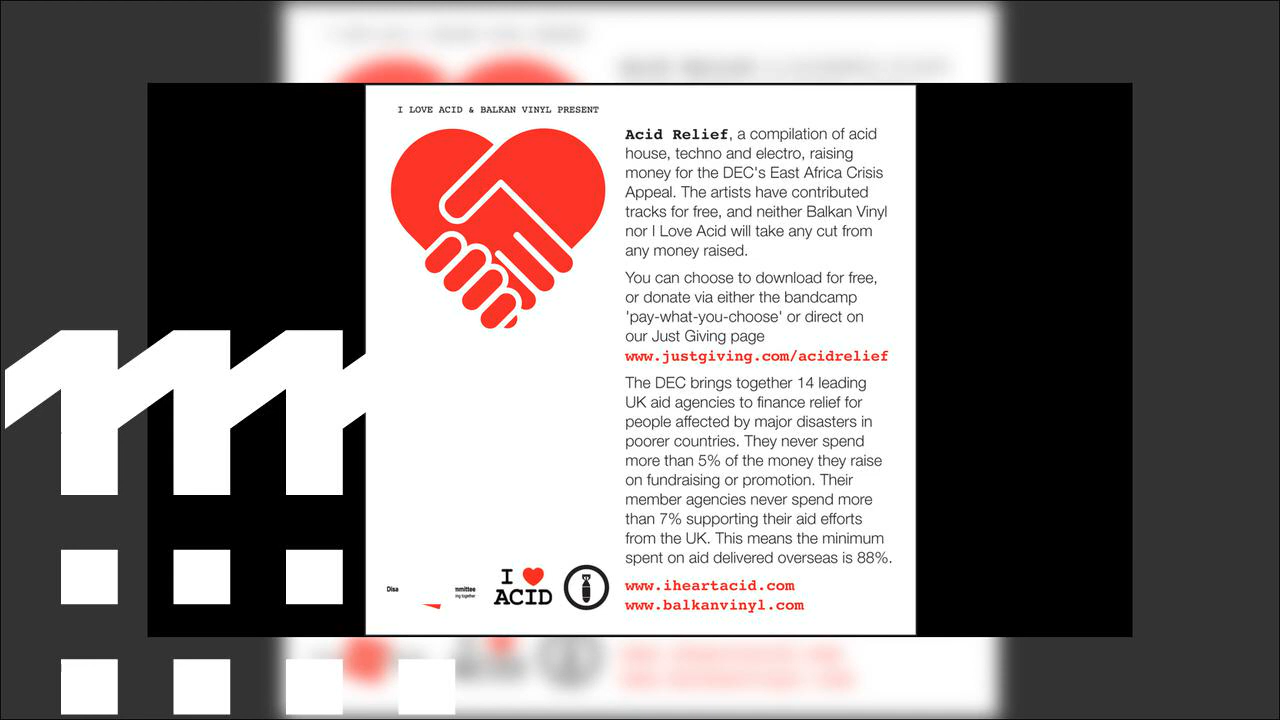 I LOVE ACID & BALKAN VINYL PRESENT
Acid Relief, a compilation of acid
house, techno and electro, raising
money for the DEC's East Africa Crisis
Appeal. The artists have contributed
tracks for free, and neither Balkan Vinyl
nor I Love Acid will take any cut from
any money raised.
You can choose to download for free,
or donate via either the bandcamp
'pay-what-you-choose' or direct on
our Just Giving page
www.justgiving.com/acidrelief
The DEC brings together 14 leading
UK aid agencies to finance relief for
people affected by major disasters in
poorer countries. They never spend
more than 5% of the money they raise
on fundraising or promotion. Their
member agencies never spend more
than 7% supporting their aid efforts
from the UK. This means the minimum
spent on aid delivered overseas is 88%.
www.iheartacid.com
www.balkanvinyl.com
I
ACID